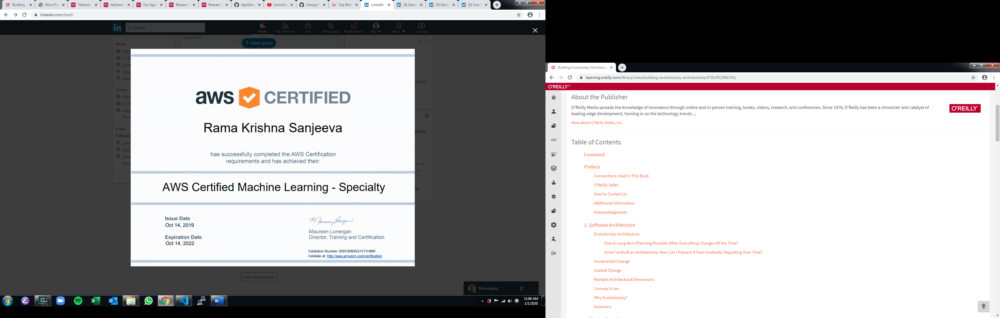 Building
Micro Fro
Technolo
technolog
Our Appl
Bharani S
Bharani S
ApolloAu
microXch
CanopyTa
Top Rob
LinkedIn
(5) Senio
(5) Senio
(5) Vice P
linkedin.com/feed/
in
Search
Home
My Network
Jobs
Messaging
Notifications
5
Me
Work
Learning
upgrad.com
New posts
Ad
Recent
CPLE
Co-F
prod
india
bran
Groups
CPLE
Co-F
Cloju
Show
Events
Followed
prod
india
bran
Show
aws CERTIFIED
Rama Krishna Sanjeeva
has successfully completed the AWS Certification
requirements and has achieved their:
AWS Certified Machine Learning - Specialty
Issue Date
Oct 14, 2019
Expiration Date
Oct 14, 2022
Maureen Lonergan
Director, Training and Certification
Validation Number 359V3HEKG1V11H9W
Validate at: http://aws.amazon.com/verification
unities
nctive
See new posts
Messaging
11:06 AM
1/1/2020
Building Evolutionary Architectur
learning.oreilly.com/library/view/building-evolutionary-architectures/9781491986356/
O'REILLY®
About the Publisher
O'Reilly Media spreads the knowledge of innovators through online and in-person training, books, videos, research, and conferences. Since 1978, O'Reilly has been a chronicler and catalyst of
leading-edge development, homing in on the technology trends ...
O'REILLY
More about O'Reilly Media, Inc.
Table of Contents
Foreword
Preface
Conventions Used in This Book
O'Reilly Safari
How to Contact Us
Additional Information
Acknowledgments
1. Software Architecture
Evolutionary Architecture
How Is Long-term Planning Possible When Everything Changes All the Time?
Once I've Built an Architecture, How Can I Prevent It from Gradually Degrading Over Time?
Incremental Change
Guided Change
Multiple Architectural Dimensions
Conway's Law
Why Evolutionary?
Summary